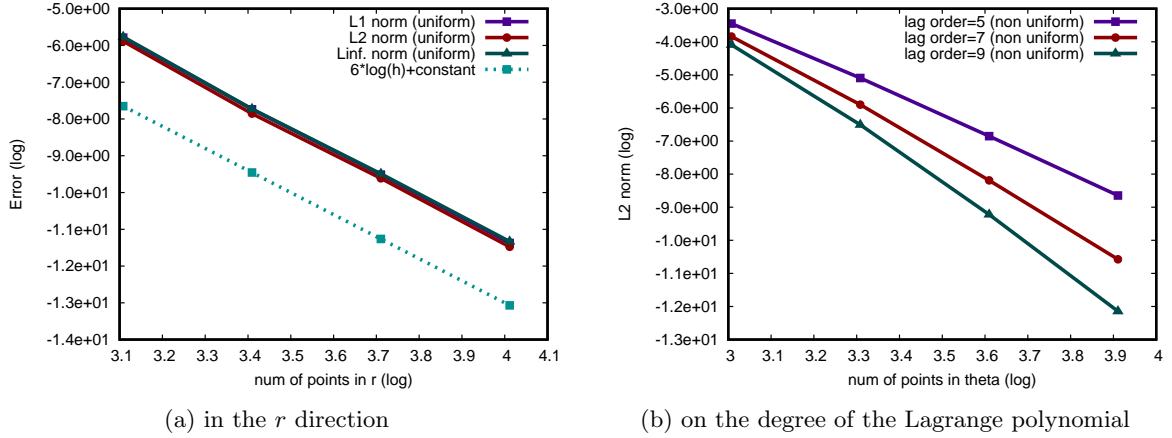 -5.0e+00
-6.0e+00
-7.0e+00
-8.0e+00
-9.0e+00
-1.0e+01
-1.1e+01
-1.2e+01
-1.3e+01
-1.4e+01
Error (log)
L1 norm (uniform)
L2 norm (uniform)
Linf. norm (uniform)
6*log(h)+constant
3.1 3.2 3.3 3.4 3.5 3.6 3.7 3.8 3.9 4 4.1
num of points in r (log)
(a) in the r direction
-3.0e+00
-4.0e+00
-5.0e+00
-6.0e+00
-7.0e+00
-8.0e+00
-9.0e+00
-1.0e+01
-1.1e+01
-1.2e+01
-1.3e+01
L2 norm (log)
lag order=5 (non uniform)
lag order=7 (non uniform)
lag order=9 (non uniform)
3 3.1 3.2 3.3 3.4 3.5 3.6 3.7 3.8 3.9 4
num of points in theta (log)
(b) on the degree of the Lagrange polynomial